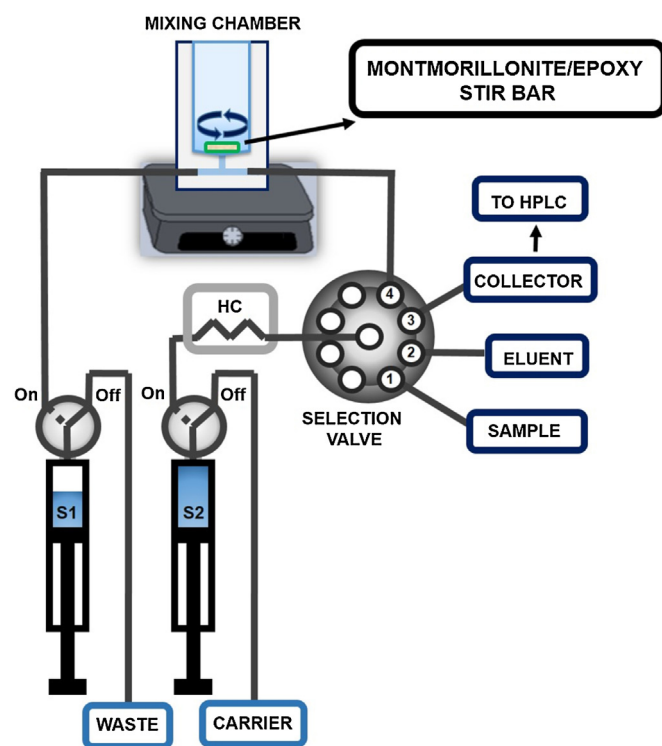 MIXING CHAMBER
MONTMORILLONITE/EPOXY
STIR BAR
TO HPLC
COLLECTOR
HC
4
3
2
1
ELUENT
SELECTION
VALVE
SAMPLE
On
Off
On
Off
S1
S2
WASTE
CARRIER